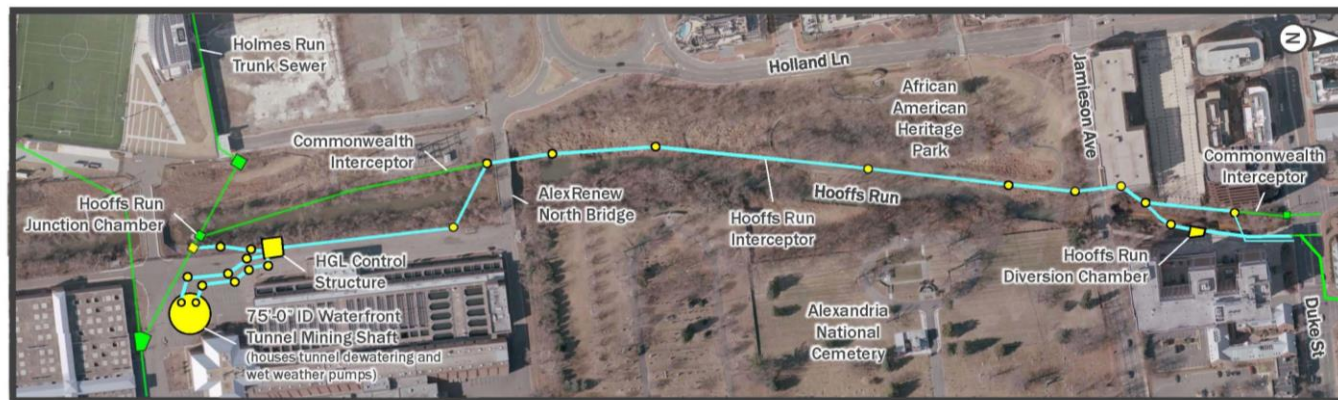 Holmes Run
Trunk Sewer
Commonwealth
Interceptor
Hooffs Run
Junction Chamber
HGL Control
Structure
75'-0" ID Waterfront
Tunnel Mining Shaft
(houses tunnel dewatering and
wet weather pumps)
AlexRenew
North Bridge
Holland Ln
African
American
Heritage
Park
Hooffs Run
Hooffs Run
Interceptor
Alexandria
National
Cemetery
Jamieson Ave
Commonwealth
Interceptor
Hooffs Run
Diversion Chamber
Duke St
N